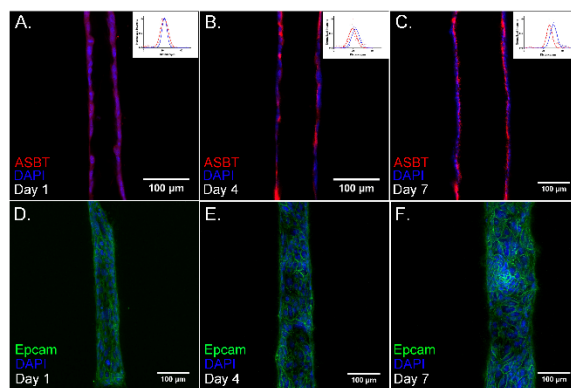 A.
ASBT
DAPI
Day 1
100 µm
B.
ASBT
DAPI
Day 4
100 µm
C.
ASBT
DAPI
Day 7
100 µm
D.
Epcam
DAPI
Day 1
100 µm
E.
Epcam
DAPI
Day 4
100 µm
F.
Epcam
DAPI
Day 7
100 µm